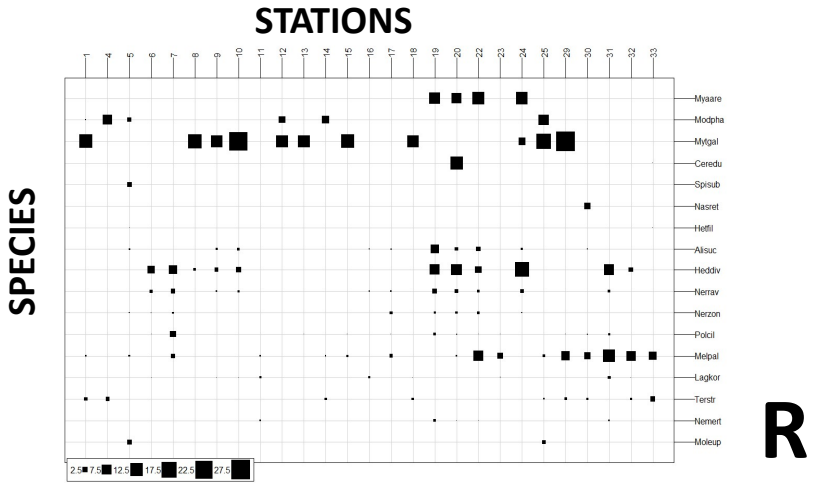 STATIONS
1 4 5 6 7 8 9 10 11 12 13 14 15 16 17 18 19 20 22 23 24 25 29 30 31 32 33
SPECIES
Myaare
Modpha
Mytgal
Ceredu
Spisub
Nasret
Hetfil
Alisuc
Heddiv
Nerrav
Nerzon
Polcil
Melpal
Lagkor
Terstr
Nemert
Moleup
2.5 7.5 12.5 17.5 22.5 27.5
R